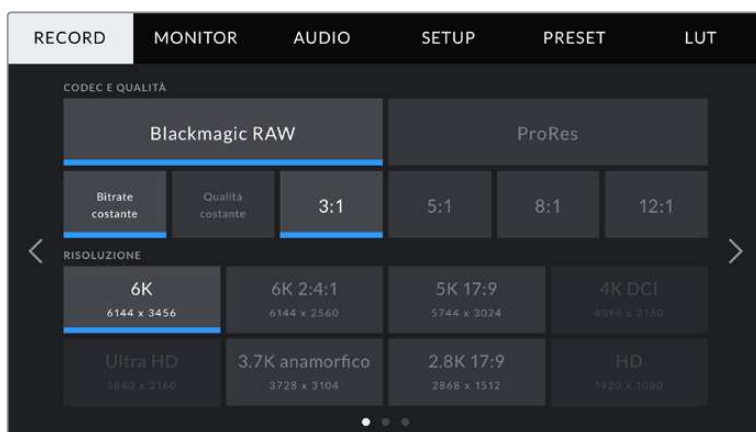 RECORD MONITOR AUDIO SETUP PRESET LUT
CODEC E QUALITÀ
Blackmagic RAW ProRes
Bitrate costante Qualità costante 3:1 5:1 8:1 12:1
RISOLUZIONE
6K 6K 2:4:1 5K 17:9 4K DCI
6144 x 3456 6144 x 2560 5744 x 3024 4096 x 2160
Ultra HD 3.7K anamorfico 2.8K 17:9 HD
3840 x 2160 3728 x 3104 2868 x 1512 1920 x 1080